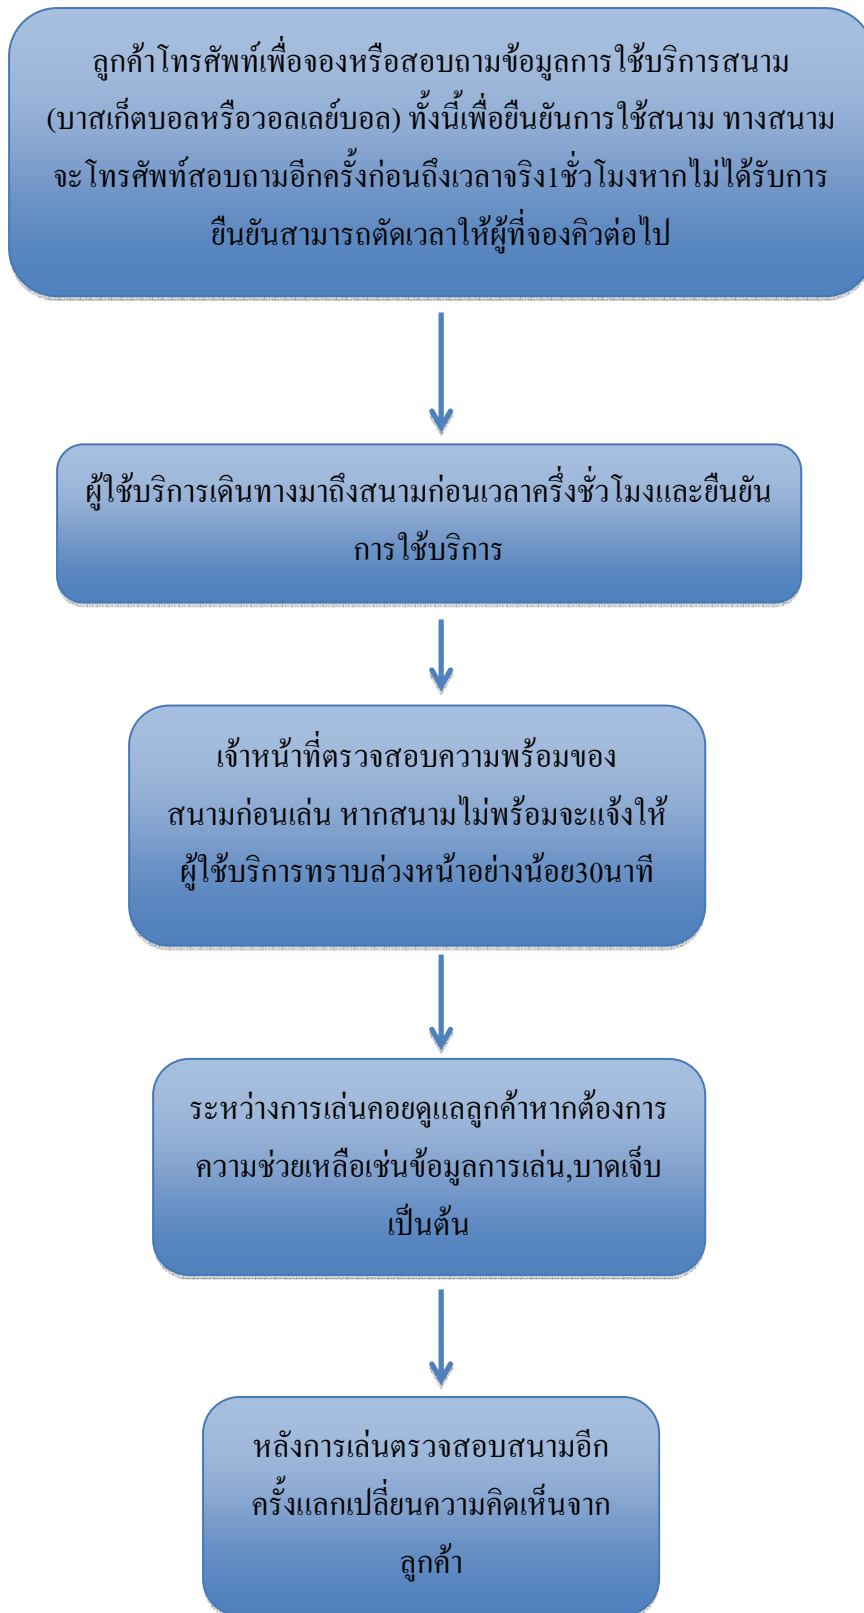 ลูกค้าโทรศัพท์เพื่อจองหรือสอบถามข้อมูลการใช้บริการสนาม
(บาสเก็ตบอลหรือวอลเลย์บอล) ทั้งนี้เพื่อยืนยันการใช้สนาม ทางสนาม
จะโทรศัพท์สอบถามอีกครั้งก่อนถึงเวลาจริง1ชั่วโมงหากไม่ได้รับการ
ยืนยันสามารถตัดเวลาให้ผู้ที่จองคิวต่อไป
ผู้ใช้บริการเดินทางมาถึงสนามก่อนเวลาครึ่งชั่วโมงและยืนยัน
การใช้บริการ
เจ้าหน้าที่ตรวจสอบความพร้อมของ
สนามก่อนเล่น หากสนามไม่พร้อมจะแจ้งให้
ผู้ใช้บริการทราบล่วงหน้าอย่างน้อย30นาที
ระหว่างการเล่นคอยดูแลลูกค้าหากต้องการ
ความช่วยเหลือเช่นข้อมูลการเล่น,บาดเจ็บ
เป็นต้น
หลังการเล่นตรวจสอบสนามอีก
ครั้งแลกเปลี่ยนความคิดเห็นจาก
ลูกค้า